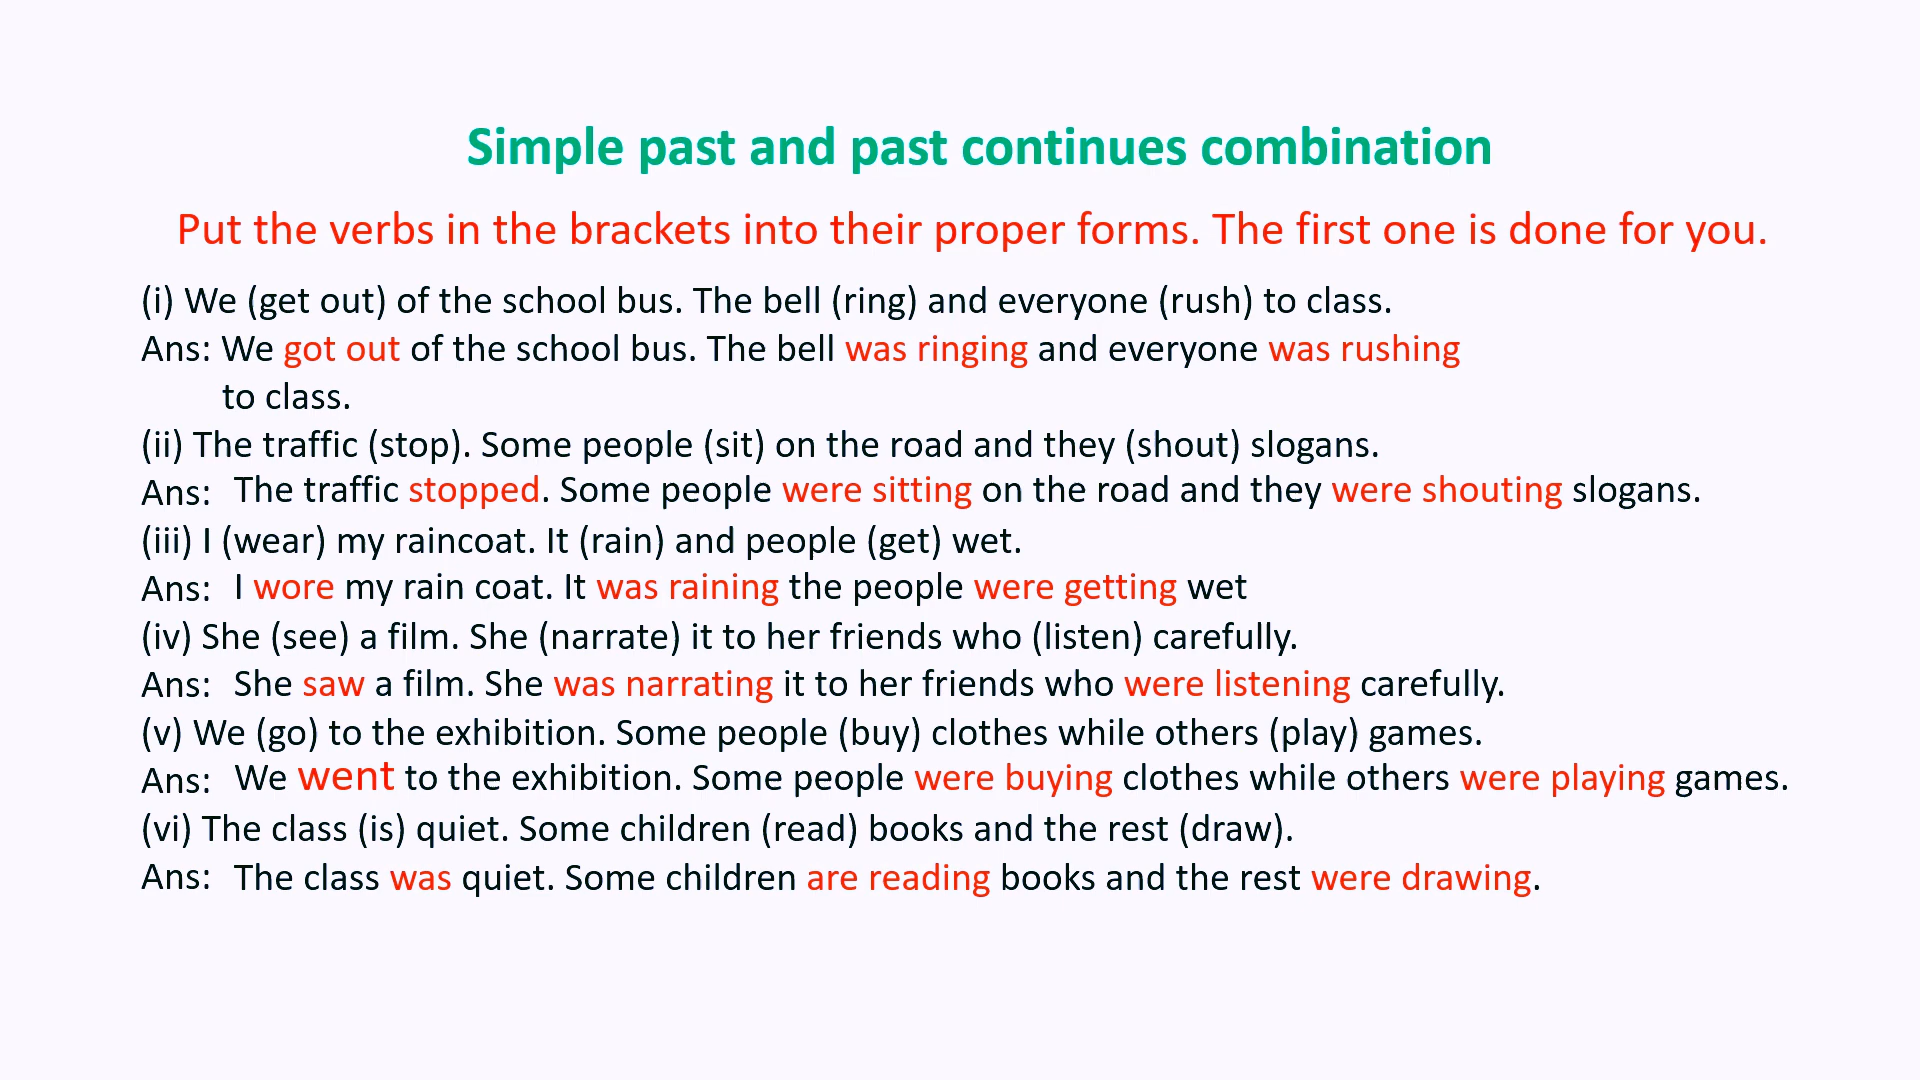 Simple past and past continues combination
Put the verbs in the brackets into their proper forms. The first one is done for you.
(i) We (get out) of the school bus. The bell (ring) and everyone (rush) to class.
Ans: We got out of the school bus. The bell was ringing and everyone was rushing
to class.
(ii) The traffic (stop). Some people (sit) on the road and they (shout) slogans.
Ans: The traffic stopped. Some people were sitting on the road and they were shouting slogans.
(iii) I (wear) my raincoat. It (rain) and people (get) wet.
Ans: I wore my rain coat. It was raining the people were getting wet
(iv) She (see) a film. She (narrate) it to her friends who (listen) carefully.
Ans: She saw a film. She was narrating it to her friends who were listening carefully.
(v) We (go) to the exhibition. Some people (buy) clothes while others (play) games.
Ans: We went to the exhibition. Some people were buying clothes while others were playing games.
(vi) The class (is) quiet. Some children (read) books and the rest (draw).
Ans: The class was quiet. Some children are reading books and the rest were drawing.